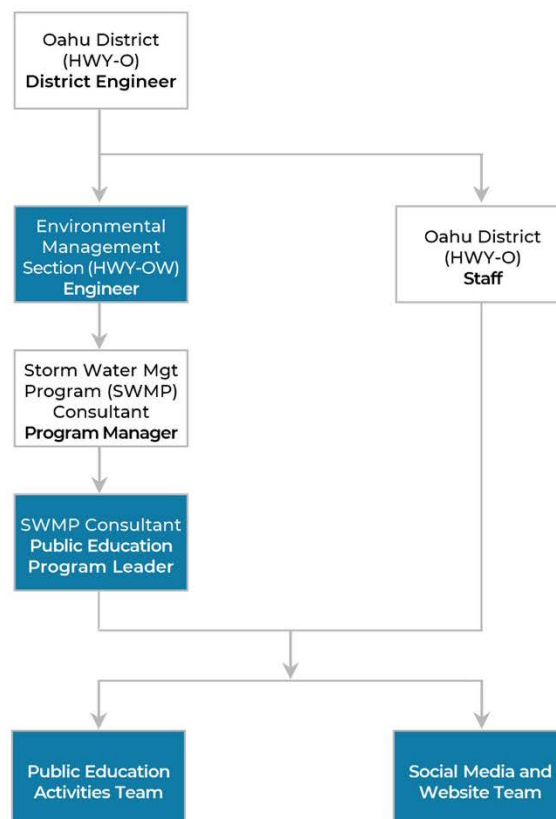 Oahu District
(HWY-O)
District Engineer
Environmental
Management
Section (HWY-OW)
Engineer
Oahu District
(HWY-O)
Staff
Storm Water Mgt
Program (SWMP)
Consultant
Program Manager
SWMP Consultant
Public Education
Program Leader
Public Education
Activities Team
Social Media and
Website Team